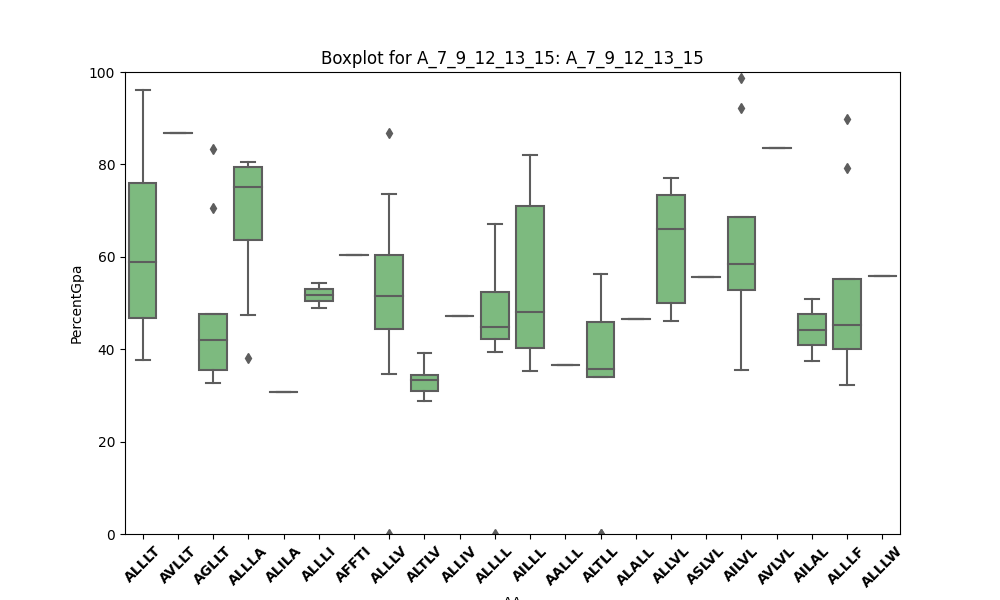 Boxplot for A_7_9_12_13_15: A_7_9_12_13_15
PercentGpa
100
80
60
40
20
0
ALLLT AVLLT AGLLT ALLLA ALILA ALLLI AFFTI ALLLV ALTLV ALLIV ALLLL AILLL AALLL ALTLL ALALL ALLVL ASLVL AILVL AVLVL AILAL ALLLF ALLLW
AA